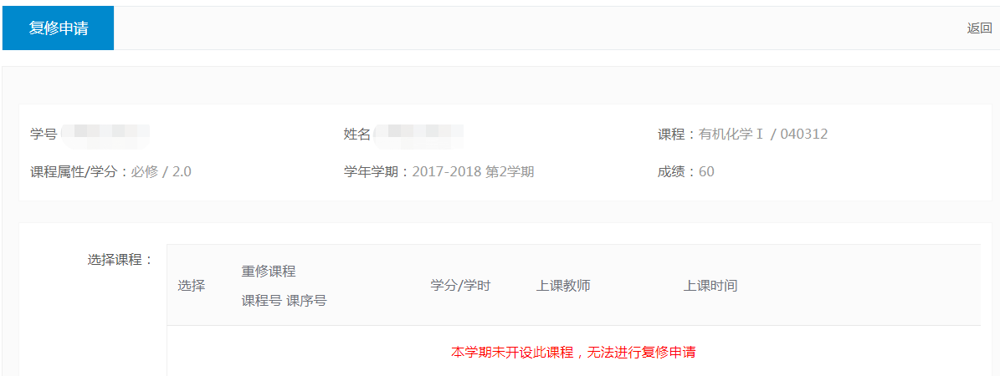 复修申请
返回
学号
姓名
课程：有机化学Ⅰ / 040312
课程属性/学分：必修 / 2.0
学年学期：2017-2018 第2学期
成绩：60
选择课程：
选择
重修课程
课程号 课序号
学分/学时
上课教师
上课时间
本学期未开设此课程，无法进行复修申请